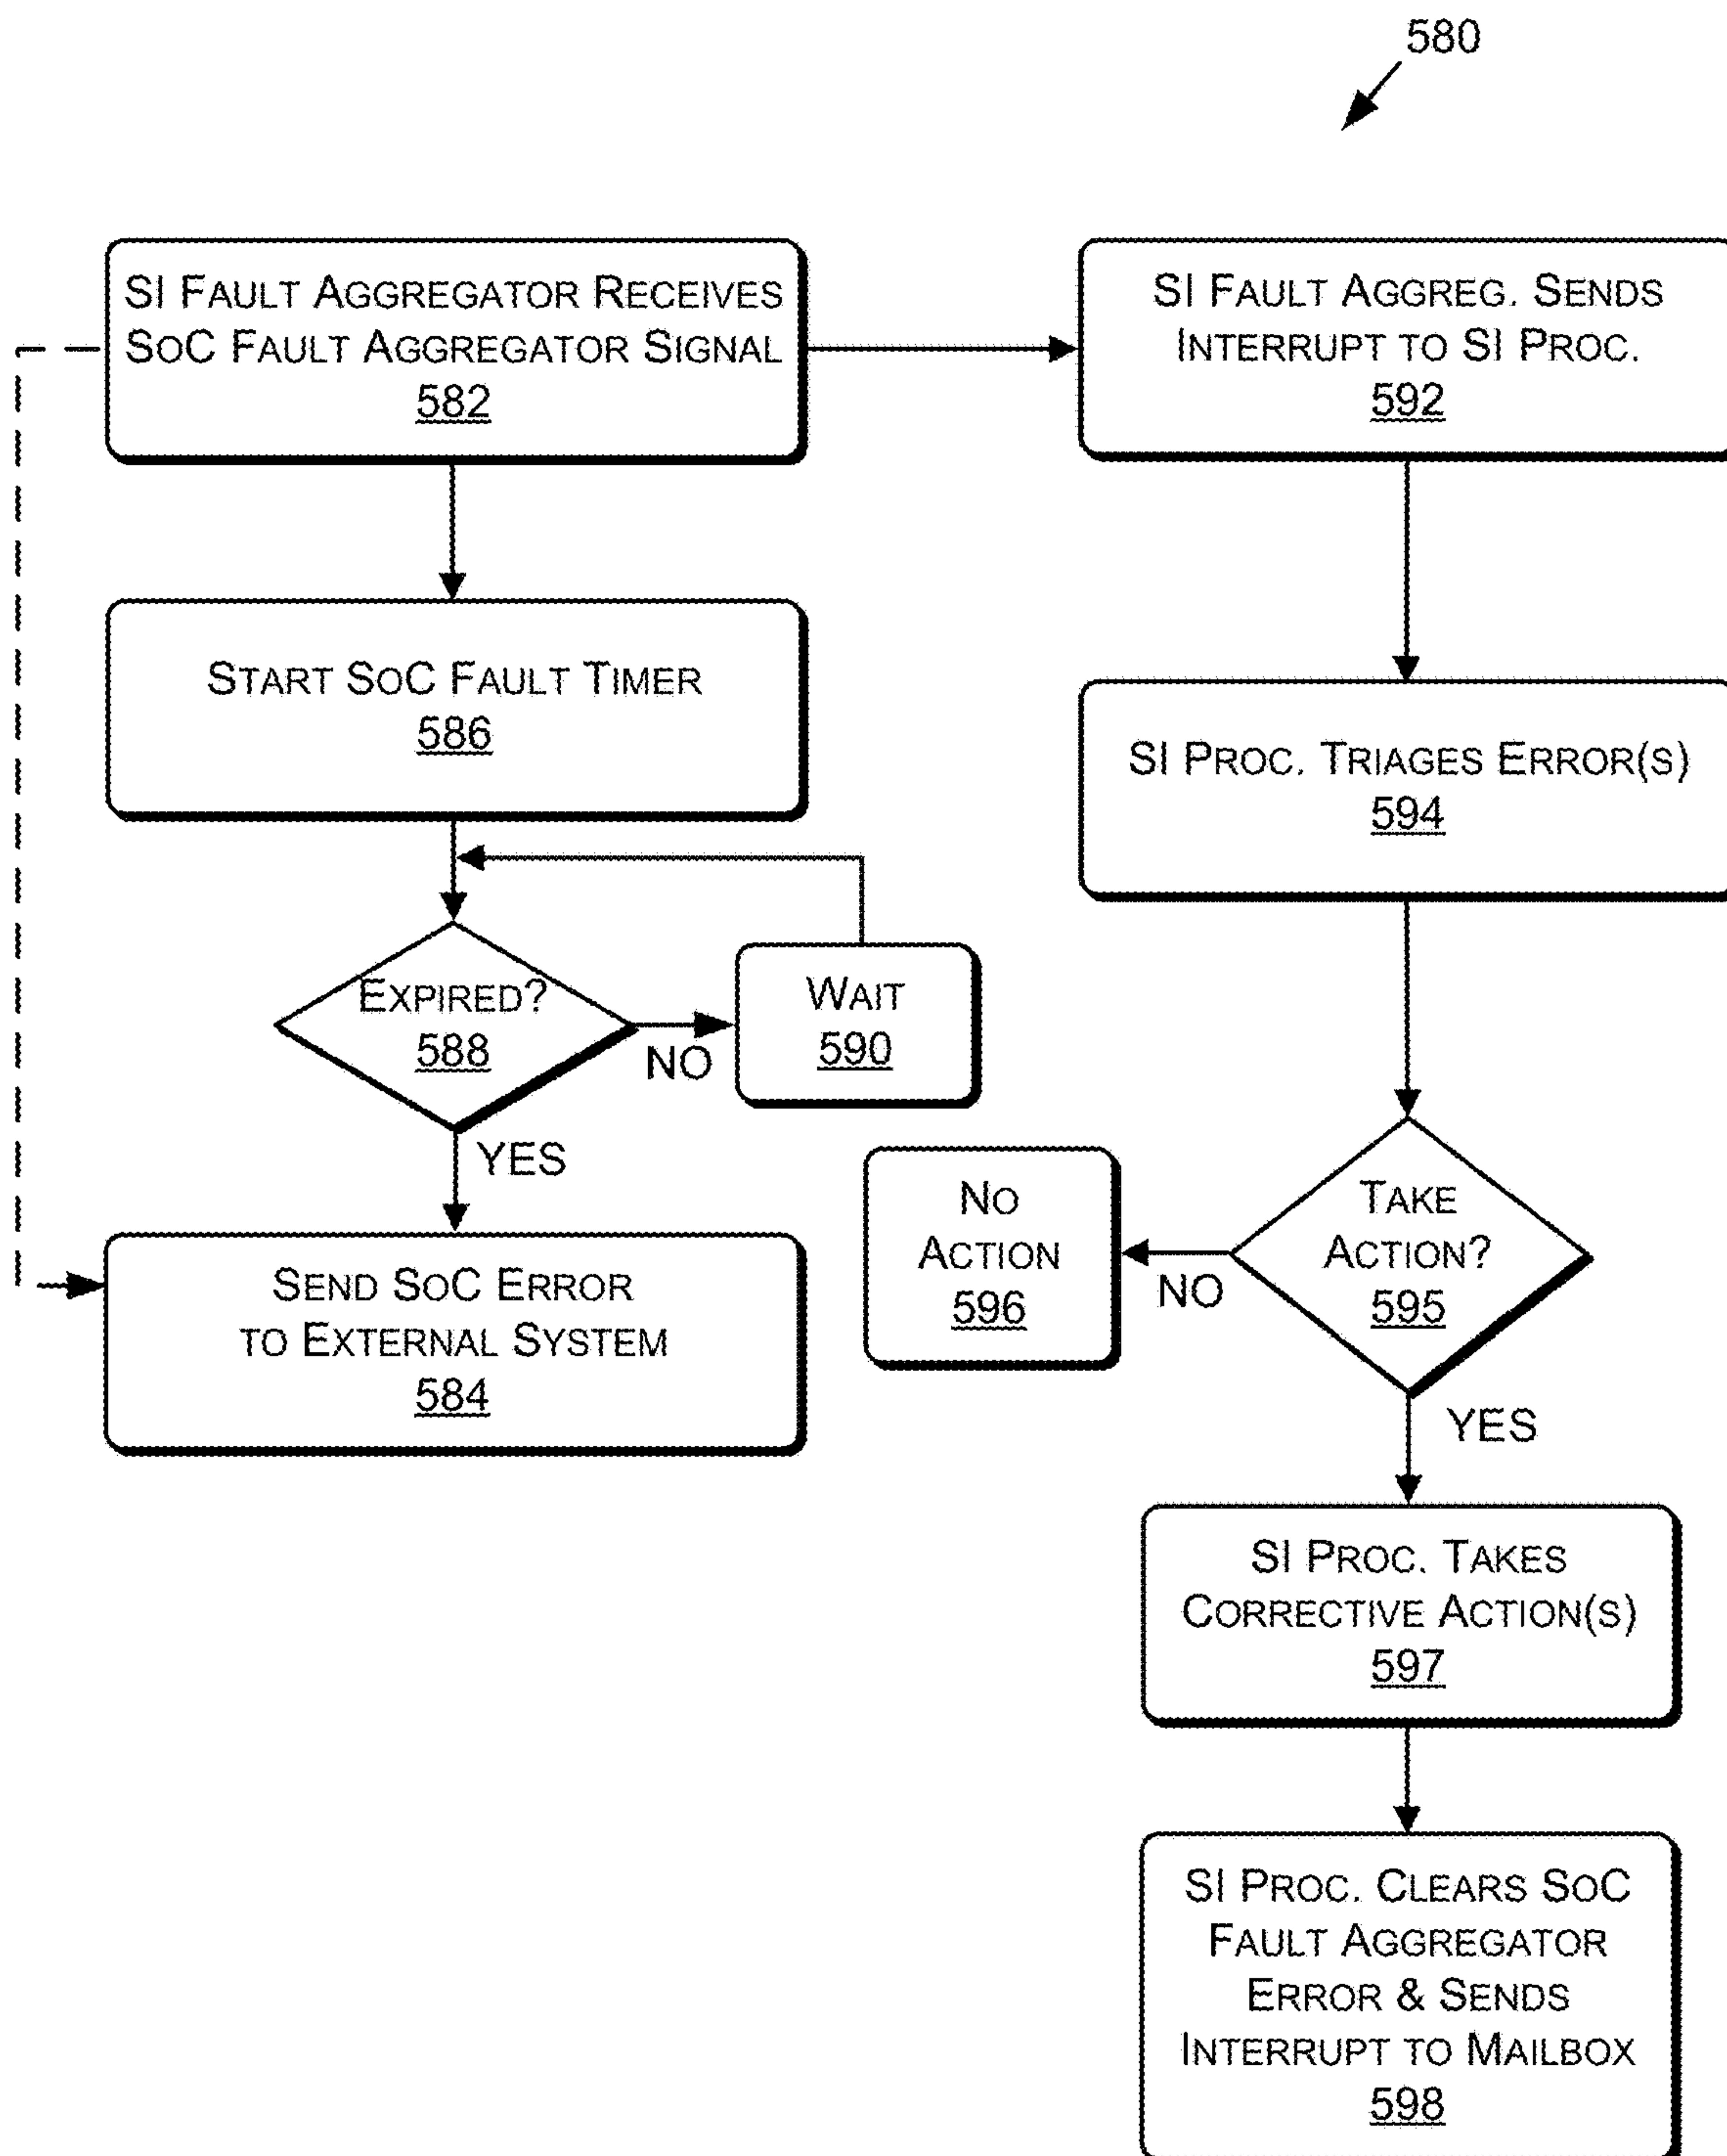 580
SI FAULT AGGREGATOR RECEIVES
SOC FAULT AGGREGATOR SIGNAL
582
SI FAULT AGGREG. SENDS
INTERRUPT TO SI PROC.
592
START SOC FAULT TIMER
586
SI PROC. TRIAGES ERROR(S)
594
EXPIRED?
588
NO
WAIT
590
YES
SEND SOC ERROR
TO EXTERNAL SYSTEM
584
TAKE
ACTION?
595
NO
NO
ACTION
596
YES
SI PROC. TAKES
CORRECTIVE ACTION(S)
597
SI PROC. CLEARS SOC
FAULT AGGREGATOR
ERROR & SENDS
INTERRUPT TO MAILBOX
598